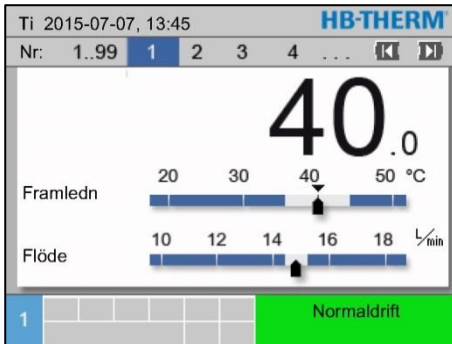 Ti 2015-07-07, 13:45 HB-THERM
Nr: 1..99 1 2 3 4 ...
40.0
20 30 40 50 °C
Framledn
10 12 14 16 18 L/min
Flöde
1 Normaldrift